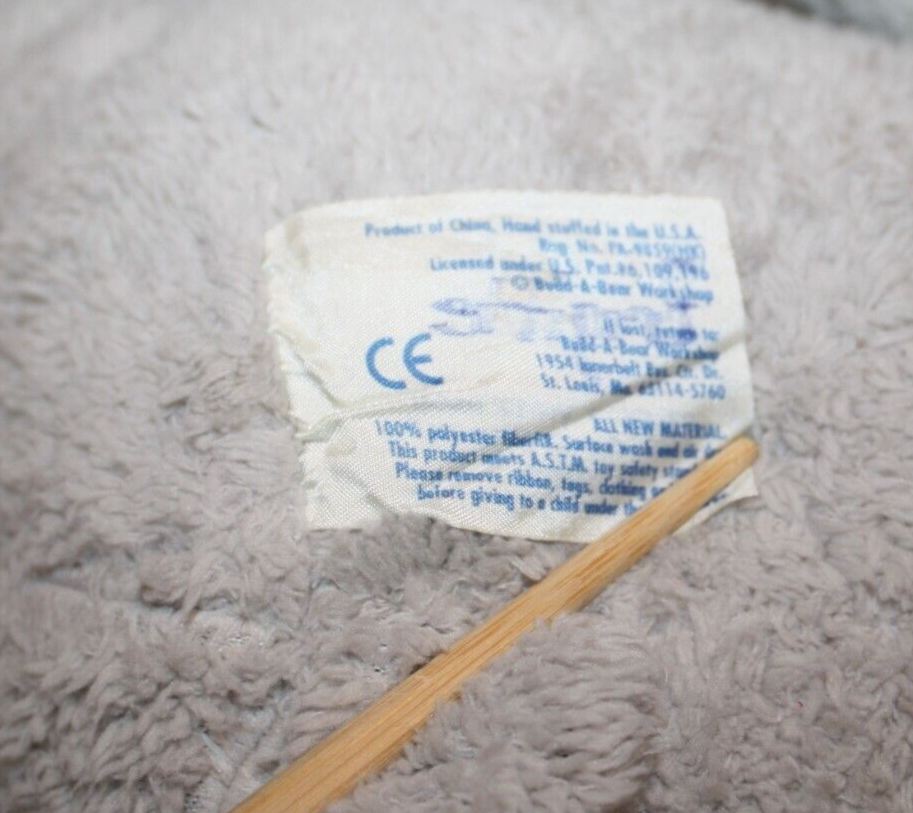 Product of China, Hand stuffed in the U.S.A.
Reg. No. PA-9859(HK)
Licensed under U.S. Pat. #6,109,196
© Build-A-Bear Workshop
If lost, return to:
Build-A-Bear Workshop
1954 Innerbelt Bus. Cn. Dr.
St. Louis, Mo 63114-5760
CE
ALL NEW MATERIAL
100% polyester fiberfill. Surface wash and air
This product meets A.S.T.M. toy safety
Please remove ribbon, tags, clothing
before giving to a child under